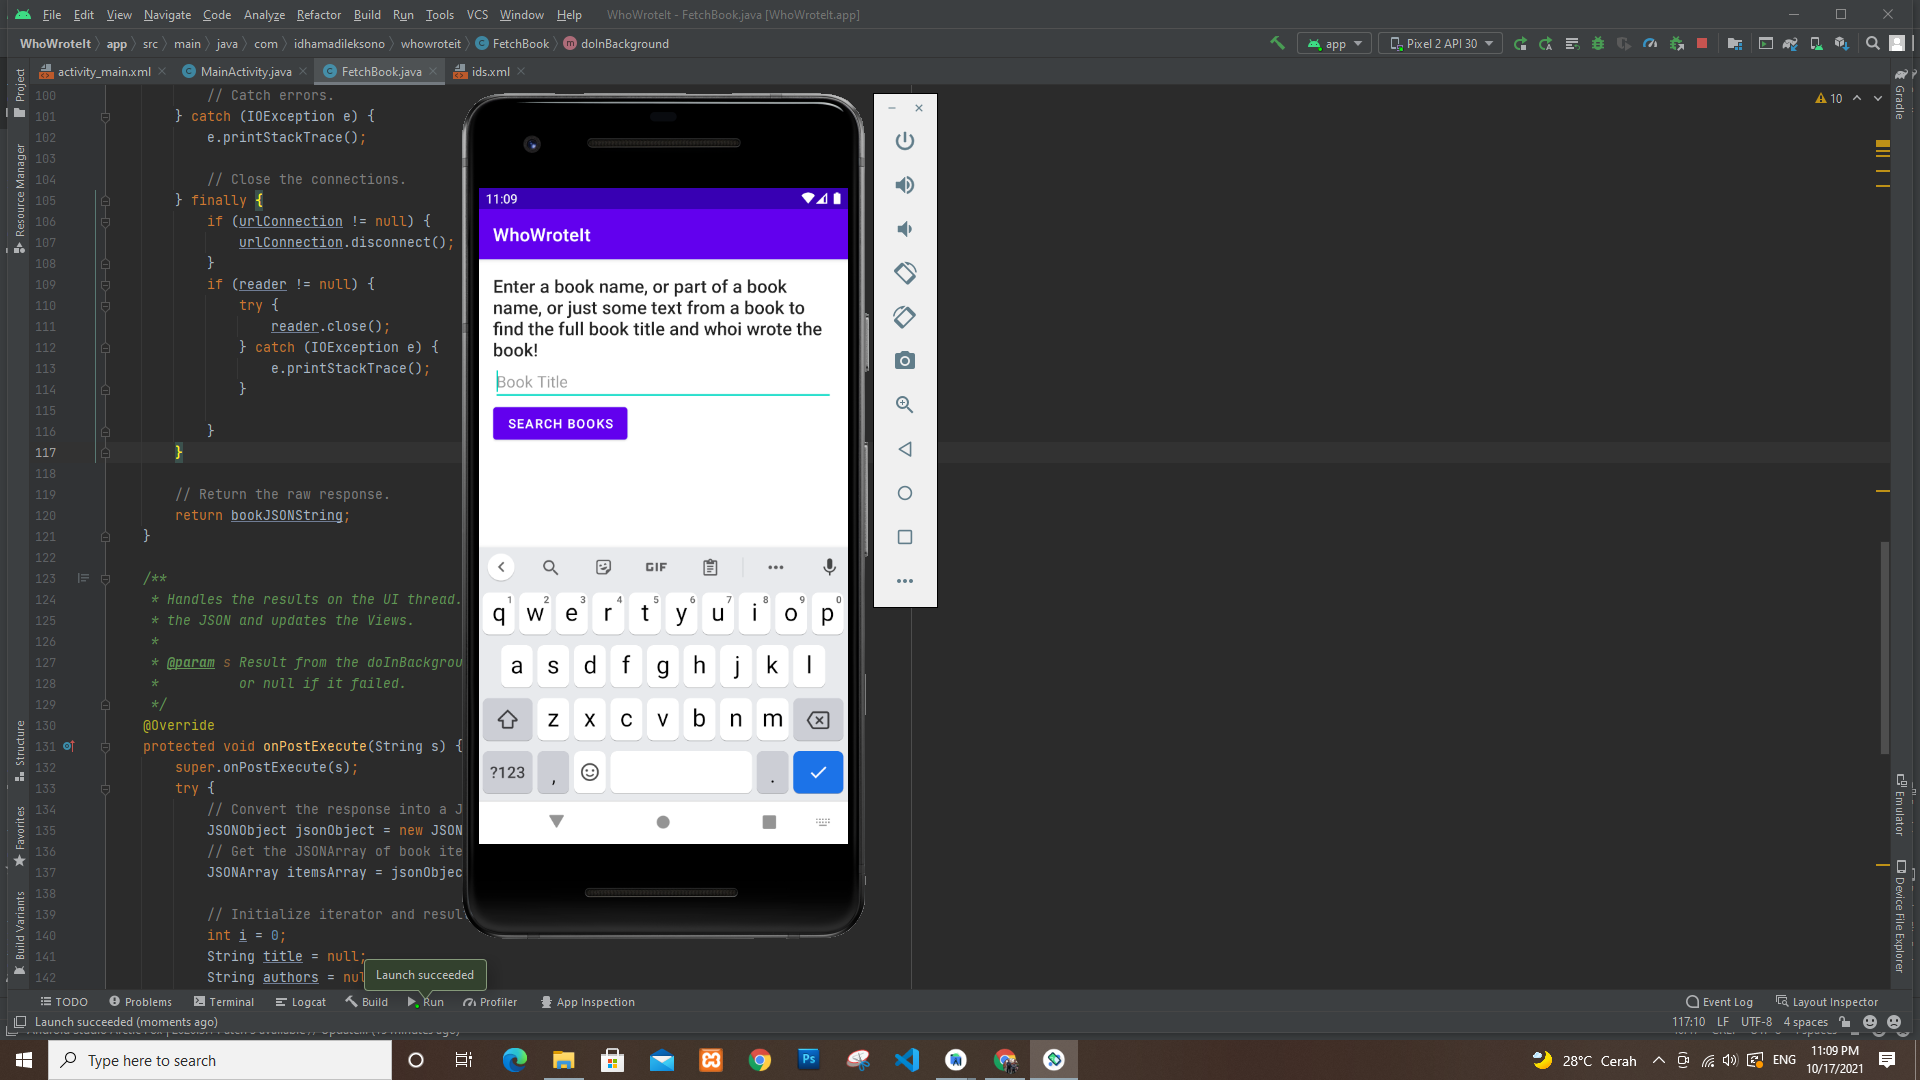 File Edit View Navigate Code Analyze Refactor Build Run Tools VCS Window Help WhoWroteIt - FetchBook.java [WhoWroteIt.app]
WhoWroteIt app src main java com idhamadileksono whowroteit FetchBook doInBackground
app Pixel 2 API 30
activity_main.xml MainActivity.java FetchBook.java ids.xml
Project
Resource Manager
Structure
Favorites
Build Variants
10
Gradle
Emulator
Device File Explorer
100 // Catch errors.
101 } catch (IOException e) {
102 e.printStackTrace();
103
104 // Close the connections.
105 } finally {
106 if (urlConnection != null) {
107 urlConnection.disconnect();
108 }
109 if (reader != null) {
110 try {
111 reader.close();
112 } catch (IOException e) {
113 e.printStackTrace();
114 }
115
116 }
117 }
118
119 // Return the raw response.
120 return bookJSONString;
121 }
122
123 /**
124 * Handles the results on the UI thread.
125 * the JSON and updates the Views.
126 *
127 * @param s Result from the doInBackgrou
128 * or null if it failed.
129 */
130 @Override
131 protected void onPostExecute(String s) {
132 super.onPostExecute(s);
133 try {
134 // Convert the response into a J
135 JSONObject jsonObject = new JSON
136 // Get the JSONArray of book ite
137 JSONArray itemsArray = jsonObjec
138
139 // Initialize iterator and resul
140 int i = 0;
141 String title = null;
142 String authors = nul
11:09
WhoWroteIt
Enter a book name, or part of a book
name, or just some text from a book to
find the full book title and whoi wrote the
book!
Book Title
SEARCH BOOKS
GIF
q1 w2 e3 r4 t5 y6 u7 i8 o9 p0
a s d f g h j k l
z x c v b n m
?123 , .
Launch succeeded
TODO Problems Terminal Logcat Build Run Profiler App Inspection Event Log Layout Inspector
Launch succeeded (moments ago) 117:10 LF UTF-8 4 spaces
Type here to search
28°C Cerah ENG
11:09 PM
10/17/2021